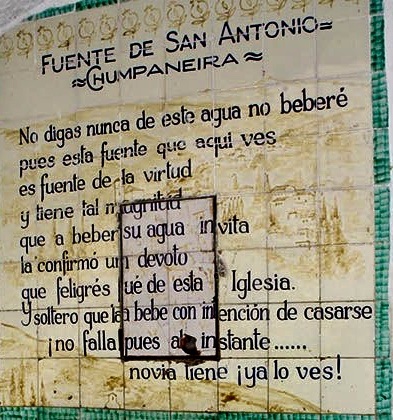 FUENTE DE SAN ANTONIO=
≈CHUMPANEIRA≈
No digas nunca de este agua no beberé
pues esta fuente que aqui ves
es fuente de la virtud
y tiene tal magnitud
que a beber su agua invita
la confirmó un devoto
que feligrés ué de esta Iglesia.
Y soltero que la bebe con intención de casarse
¡no falla pues al instante......
novia tiene ¡ya lo ves!